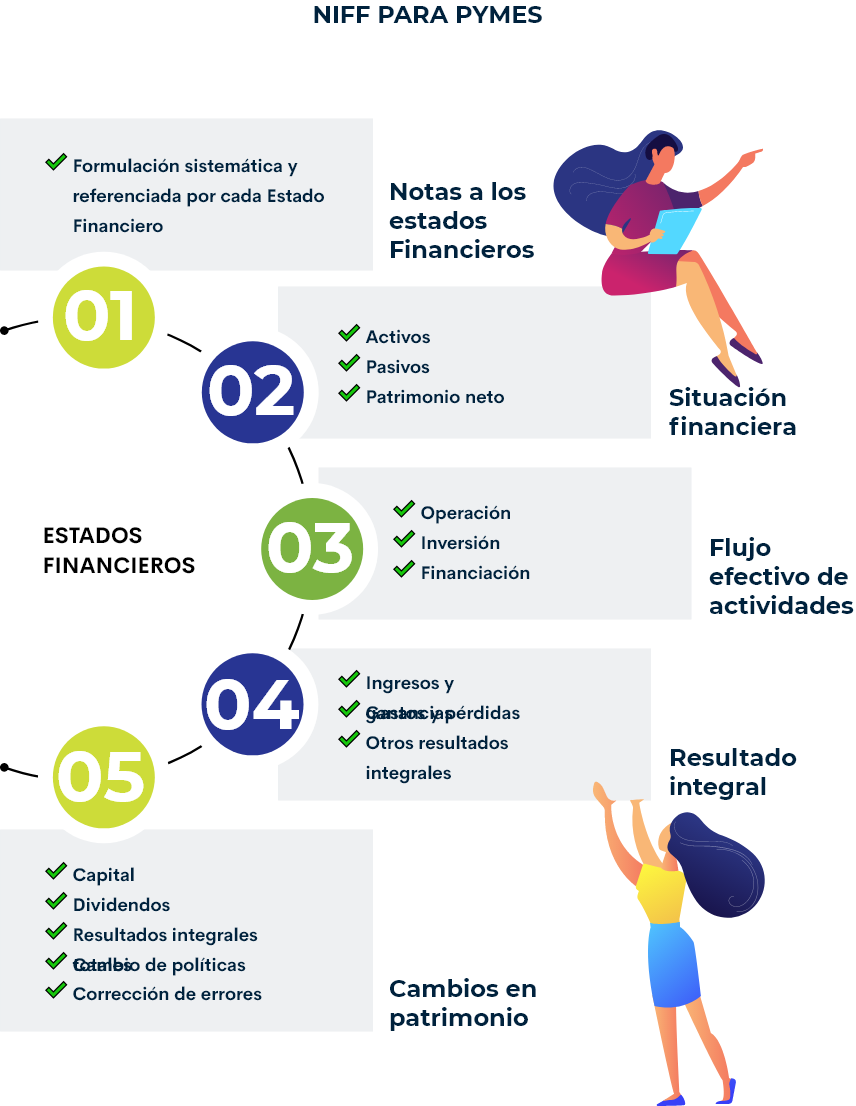 NIFF PARA PYMES
Formulación sistemática y
referenciada por cada Estado
Financiero
Notas a los
estados
Financieros
01
02
Activos
Pasivos
Patrimonio neto
Situación
financiera
ESTADOS
FINANCIEROS
03
Operación
Inversión
Financiación
Flujo
efectivo de
actividades
04
Ingresos y
ganancias
Gastos y pérdidas
Otros resultados
integrales
Resultado
integral
05
Capital
Dividendos
Resultados integrales
totales
Cambio de políticas
Corrección de errores
Cambios en
patrimonio